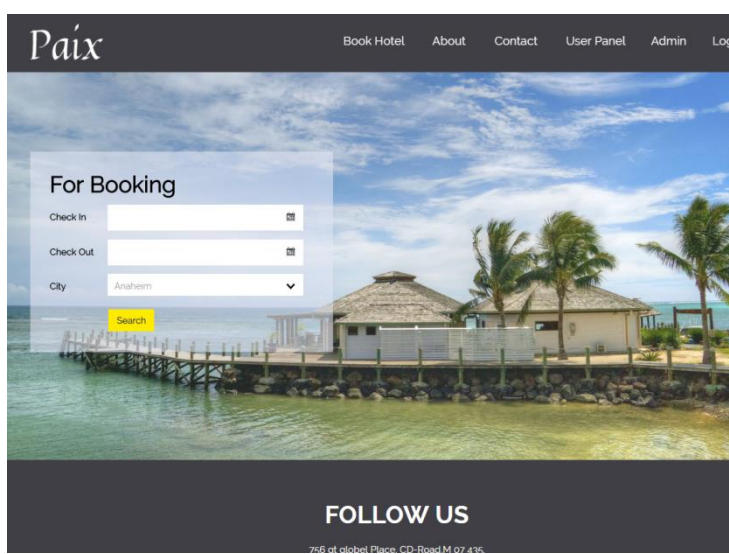 Paix
Book Hotel About Contact User Panel Admin
For Booking
Check In
Check Out
City Anaheim
Search
FOLLOW US
756 gt globel Place, CD-Road,M 07 435,